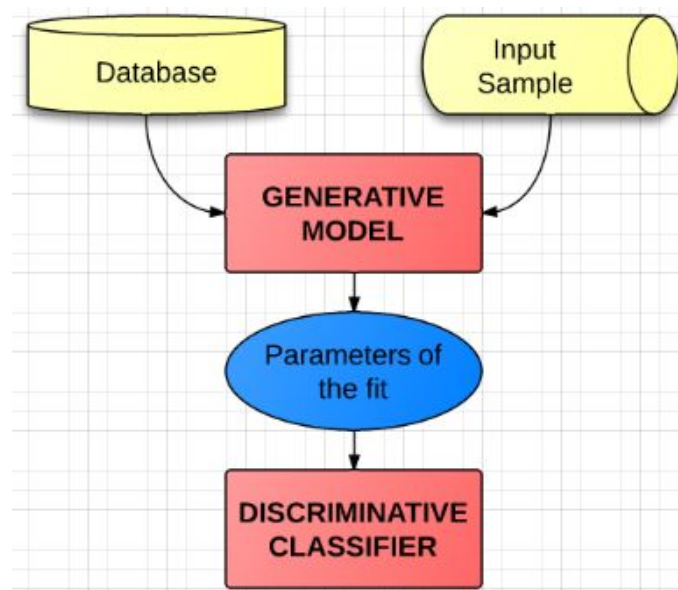 Database
Input
Sample
GENERATIVE
MODEL
Parameters of
the fit
DISCRIMINATIVE
CLASSIFIER